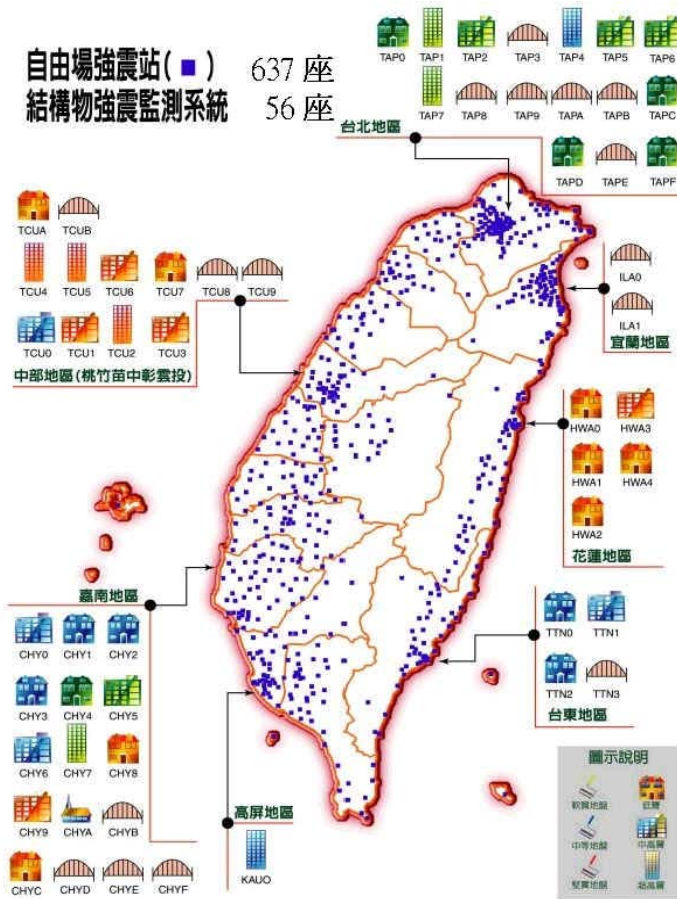 自由場強震站(■) 637 座
結構物強震監測系統 56 座
TAP0 TAP1 TAP2 TAP3 TAP4 TAP5 TAP6
TAP7 TAP8 TAP9 TAPA TAPB TAPC
台北地區
TAPD TAPE TAPF
TCUA TCUB
TCU4 TCU5 TCU6 TCU7 TCU8 TCU9
TCU0 TCU1 TCU2 TCU3
中部地區(桃竹苗中彰雲投)
ILA0
ILA1
宜蘭地區
HWA0 HWA3
HWA1 HWA4
HWA2
花蓮地區
嘉南地區
CHY0 CHY1 CHY2
CHY3 CHY4 CHY5
CHY6 CHY7 CHY8
CHY9 CHYA CHYB
CHYC CHYD CHYE CHYF
高屏地區
KAUO
TTN0 TTN1
TTN2 TTN3
台東地區
圖示說明
軟質地盤 低層
中等地盤 中高層
堅質地盤 超高層